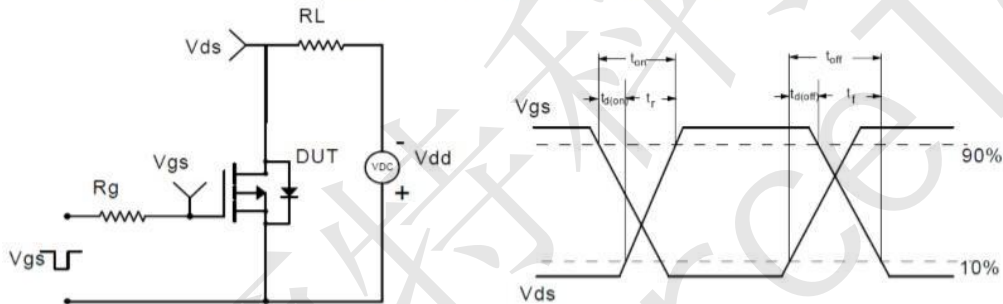 RL
Vds
Vgs
DUT
VDC
-
+
Vdd
Rg
Vgs
ton
toff
td(on)
tr
td(off)
tf
Vgs
90%
10%
Vds